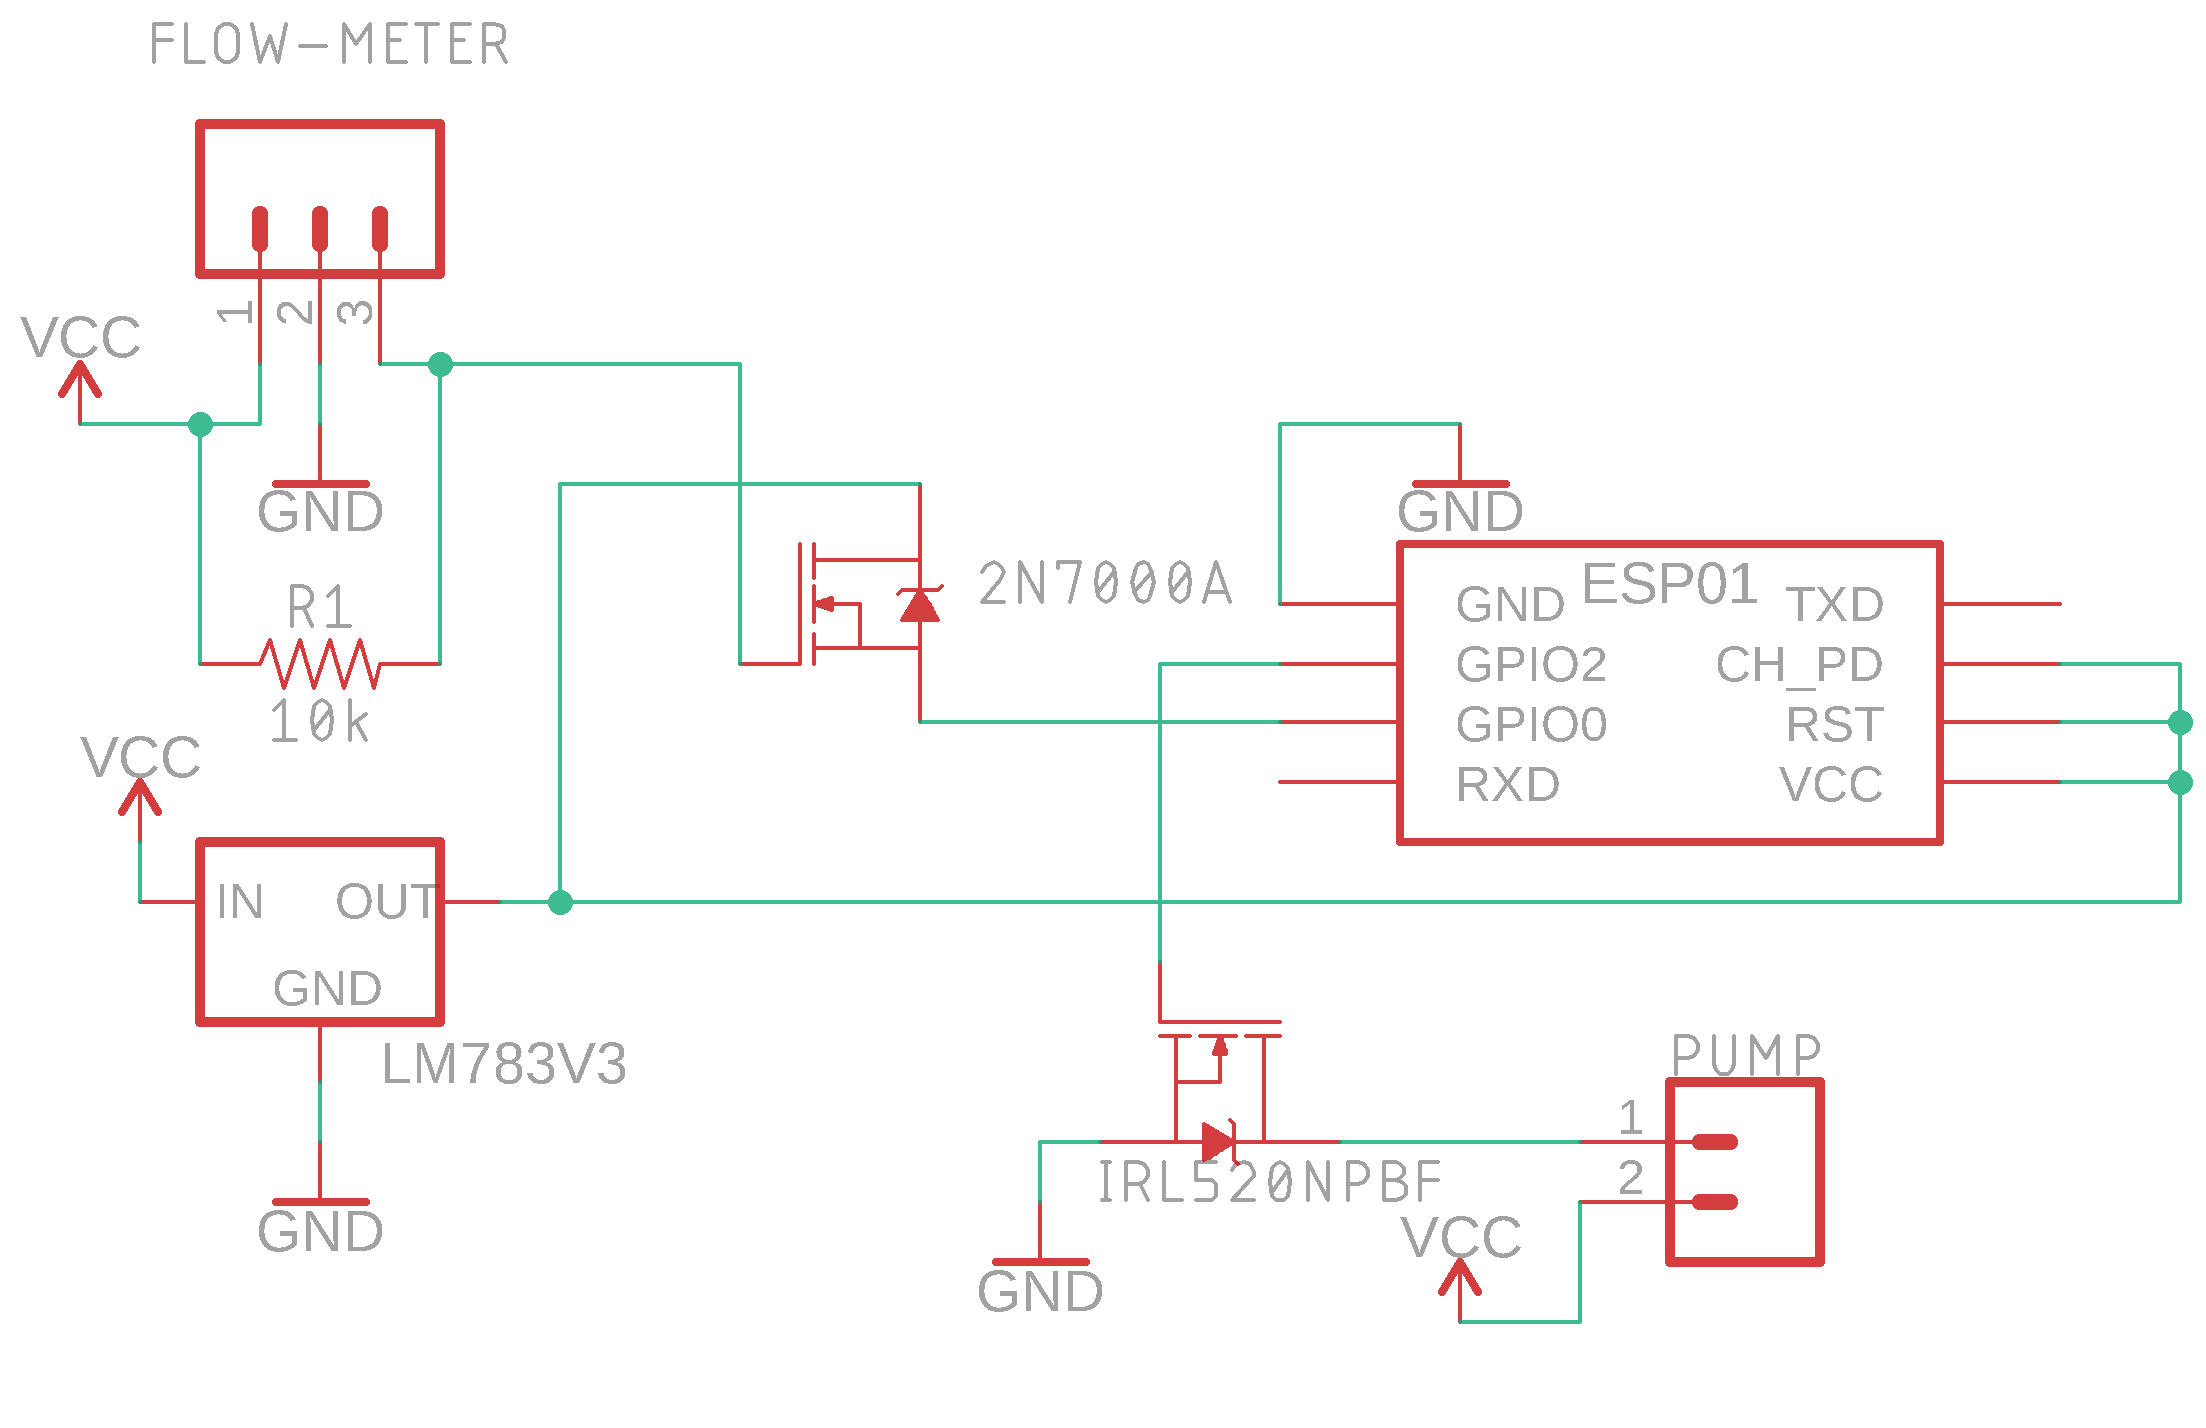 FLOW-METER
1 2 3
VCC
GND
R1
10k
2N7000A
GND
ESP01
GND TXD
GPIO2 CH_PD
GPIO0 RST
RXD VCC
VCC
IN OUT
GND
LM783V3
GND
PUMP
1
2
IRL520NPBF
VCC
GND